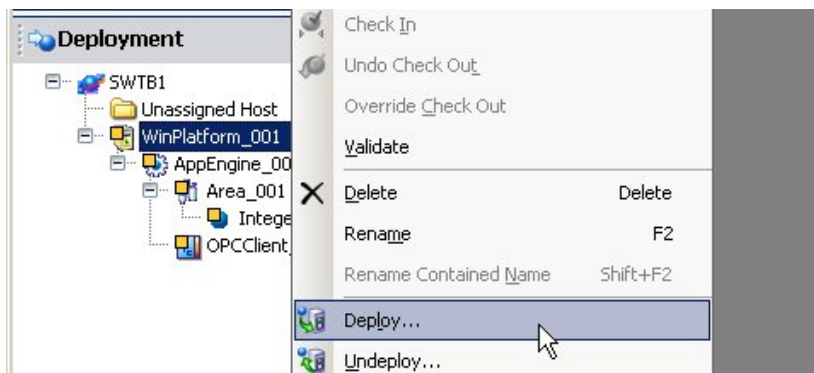 Deployment
SWTB1
Unassigned Host
WinPlatform_001
AppEngine_00
Area_001
Intege
OPCClient_
Check In
Undo Check Out
Override Check Out
Validate
Delete Delete
Rename F2
Rename Contained Name Shift+F2
Deploy...
Undeploy...